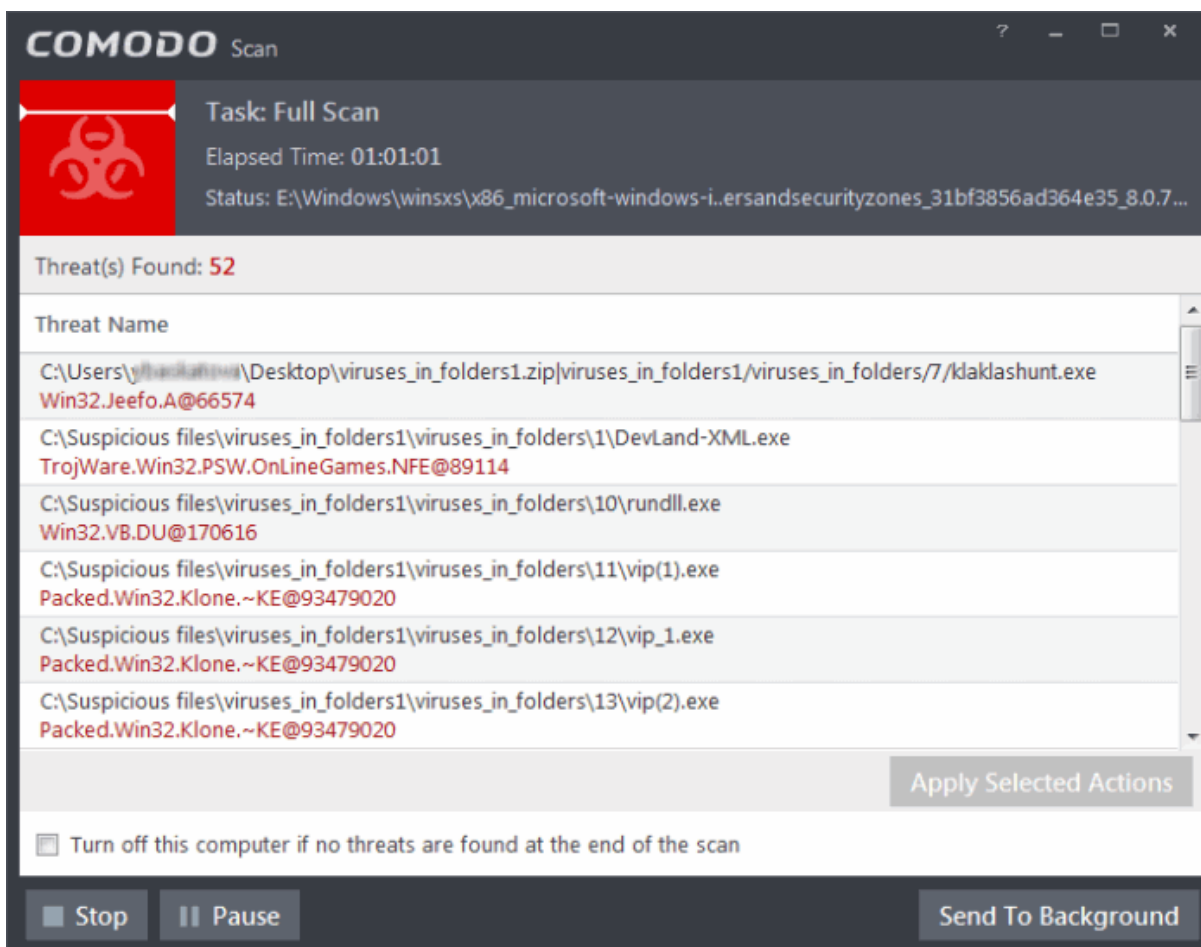 COMODO Scan
?
Task: Full Scan
Elapsed Time: 01:01:01
Status: E:\Windows\winsxs\x86_microsoft-windows-i..ersandsecurityzones_31bf3856ad364e35_8.0.7...
Threat(s) Found: 52
Threat Name
C:\Users\ \Desktop\viruses_in_folders1.zip|viruses_in_folders1/viruses_in_folders/7/klaklashunt.exe
Win32.Jeefo.A@66574
C:\Suspicious files\viruses_in_folders1\viruses_in_folders\1\DevLand-XML.exe
TrojWare.Win32.PSW.OnLineGames.NFE@89114
C:\Suspicious files\viruses_in_folders1\viruses_in_folders\10\rundll.exe
Win32.VB.DU@170616
C:\Suspicious files\viruses_in_folders1\viruses_in_folders\11\vip(1).exe
Packed.Win32.Klone.~KE@93479020
C:\Suspicious files\viruses_in_folders1\viruses_in_folders\12\vip_1.exe
Packed.Win32.Klone.~KE@93479020
C:\Suspicious files\viruses_in_folders1\viruses_in_folders\13\vip(2).exe
Packed.Win32.Klone.~KE@93479020
Apply Selected Actions
Turn off this computer if no threats are found at the end of the scan
Stop
Pause
Send To Background